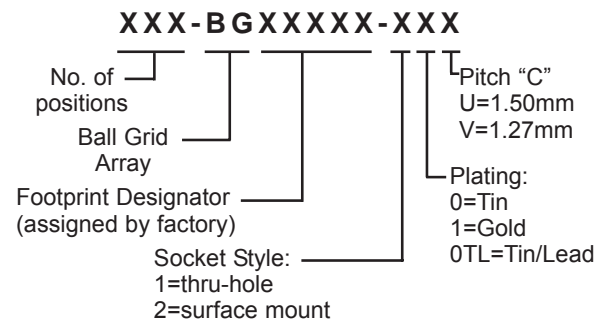 XXX-BGXXXXX-XXX
No. of
positions
Ball Grid
Array
Footprint Designator
(assigned by factory)
Socket Style:
1=thru-hole
2=surface mount
Pitch “C”
U=1.50mm
V=1.27mm
Plating:
0=Tin
1=Gold
0TL=Tin/Lead